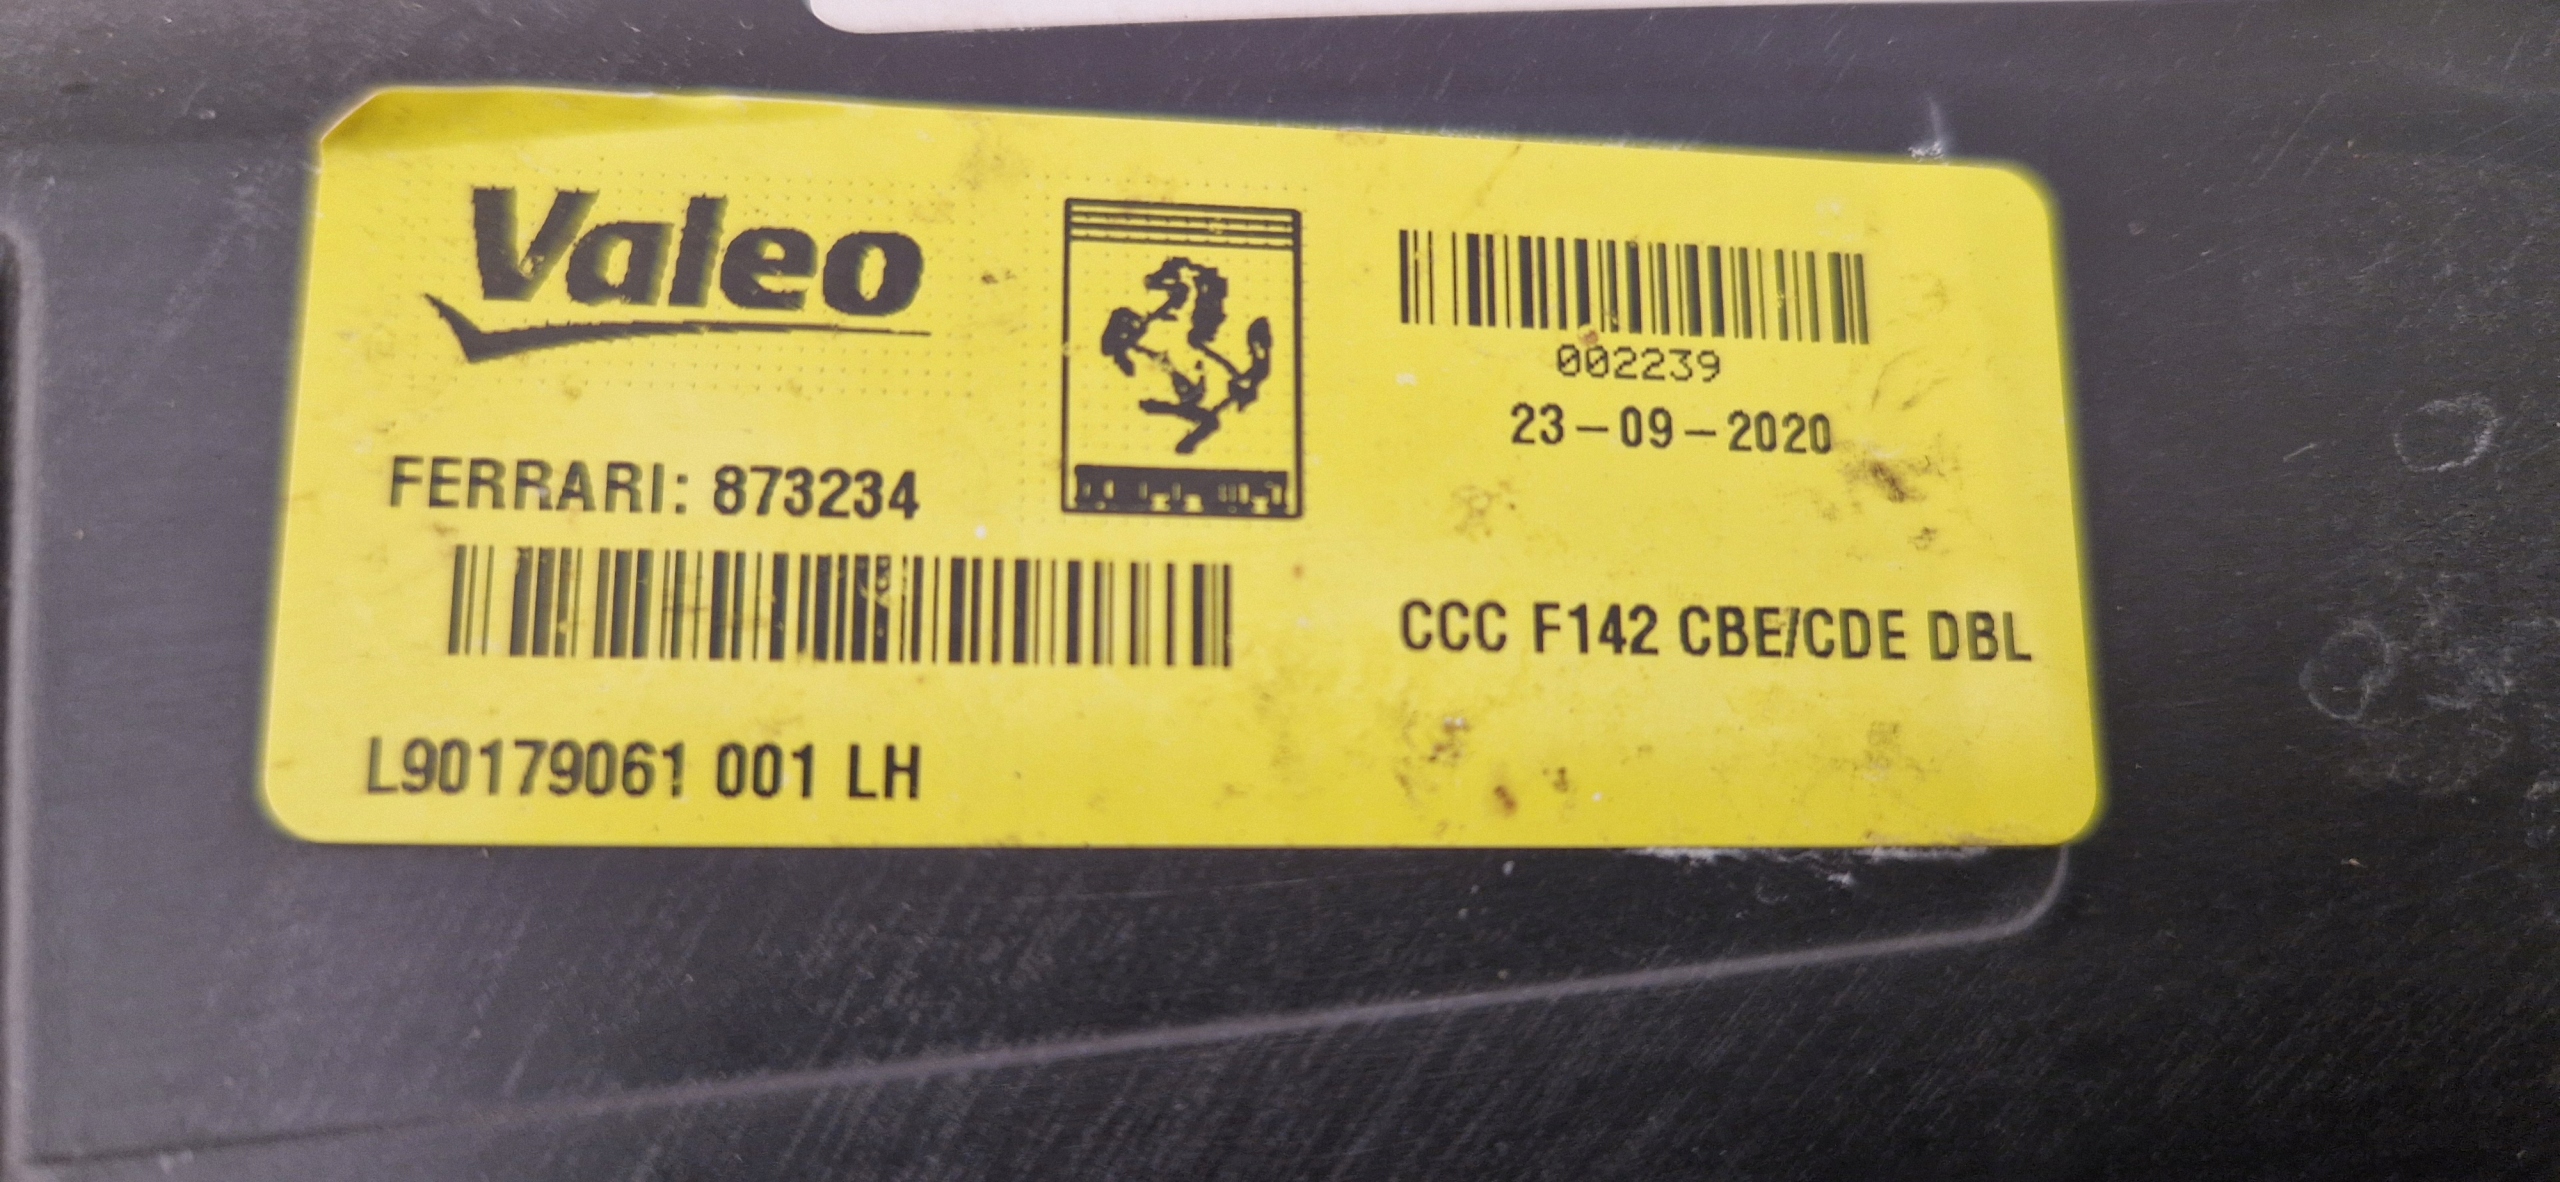 Valeo
FERRARI: 873234
L90179061 001 LH
002239
23-09-2020
CCC F142 CBE/CDE DBL